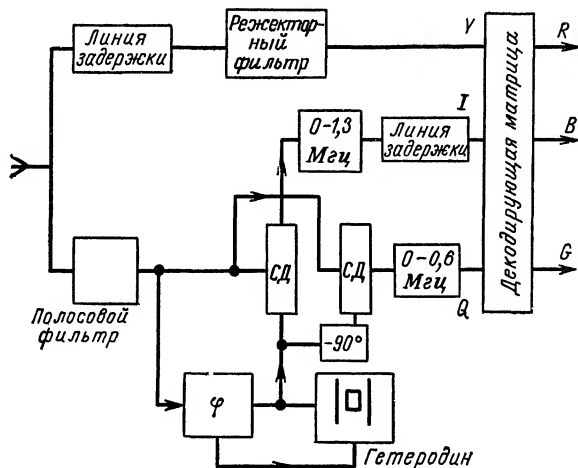 Линия
задержки
Режектор-
ный
фильтр
Y
R
I
0-1,3
Мгц
Линия
задержки
B
Декодирующая матрица
СД
СД
0-0,6
Мгц
G
Q
Полосовой
фильтр
-90°
φ
Гетеродин